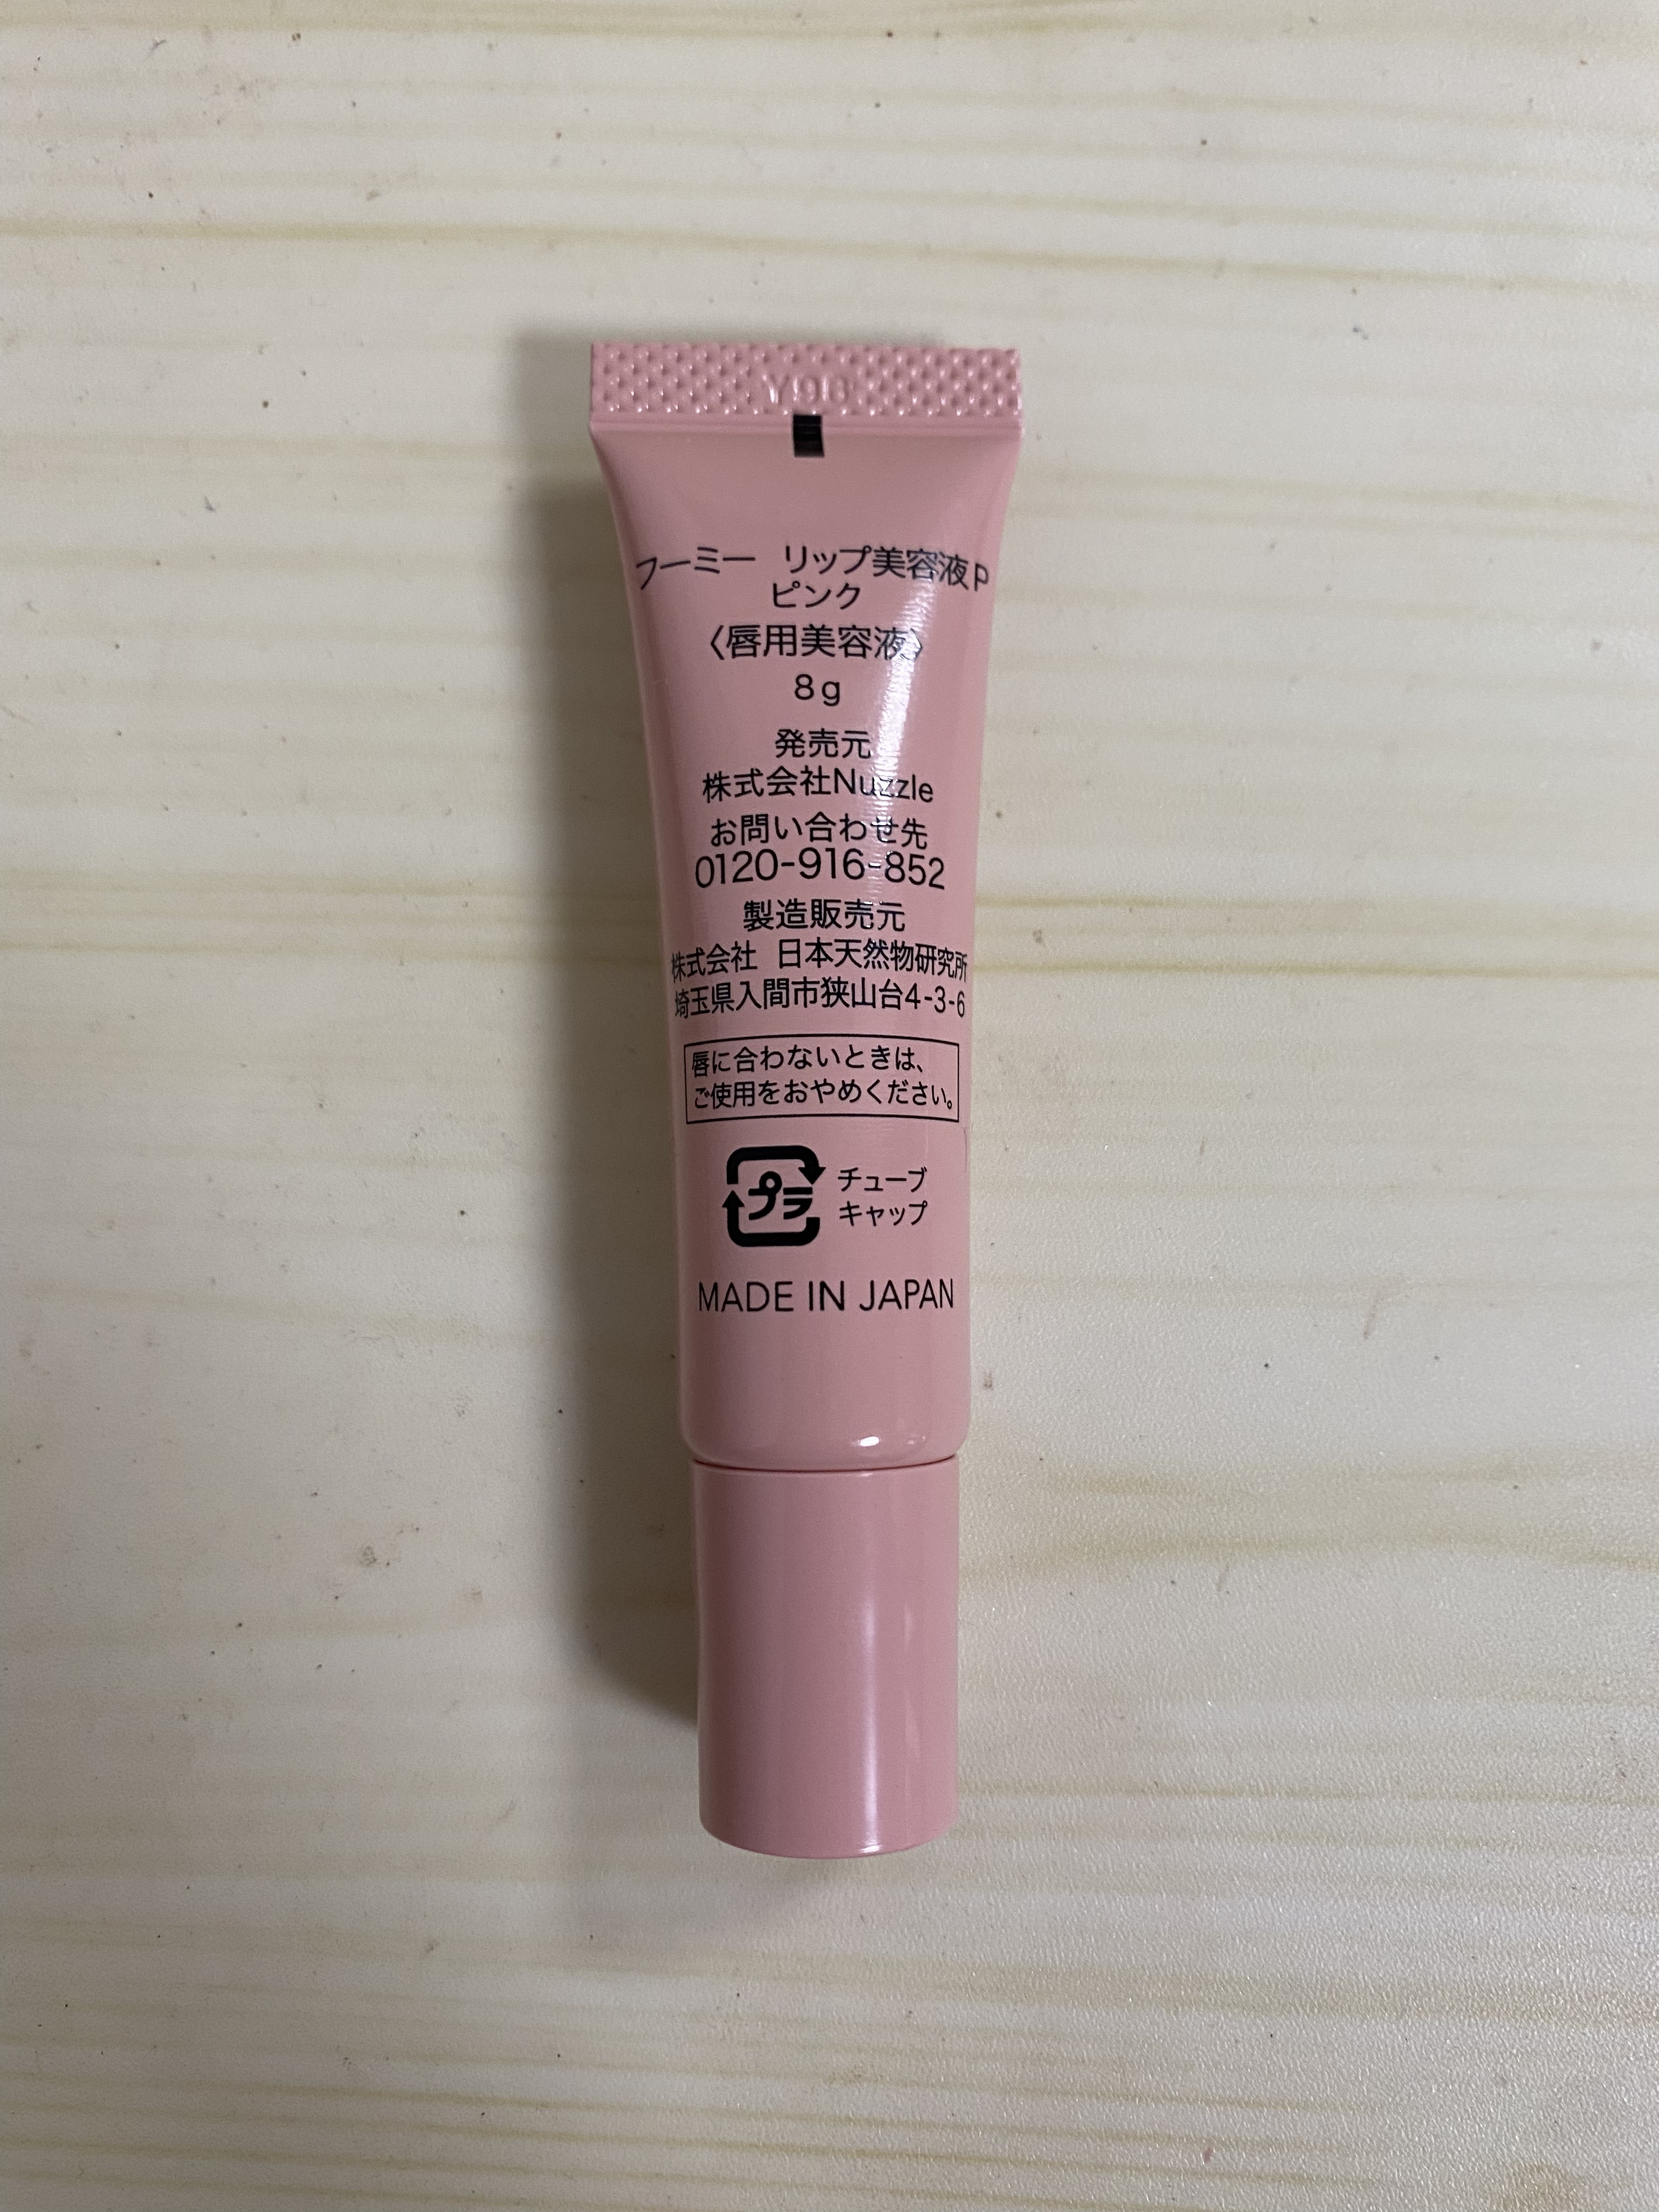 フーミー リップ美容液p
ピンク
〈唇用美容液〉
8g
発売元
株式会社Nuzzle
お問い合わせ先
0120-916-852
製造販売元
株式会社 日本天然物研究所
埼玉県入間市狭山台4-3-6
唇に合わないときは、
ご使用をおやめください。
プラ
チューブ
キャップ
MADE IN JAPAN